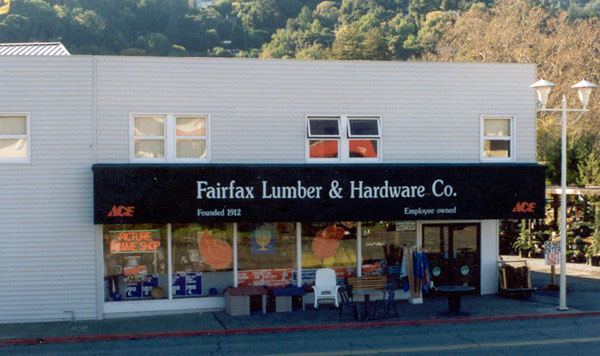 Fairfax Lumber & Hardware Co.
Founded 1912
Employee owned
ACE
ACE
PICTURE
FRAME SHOP